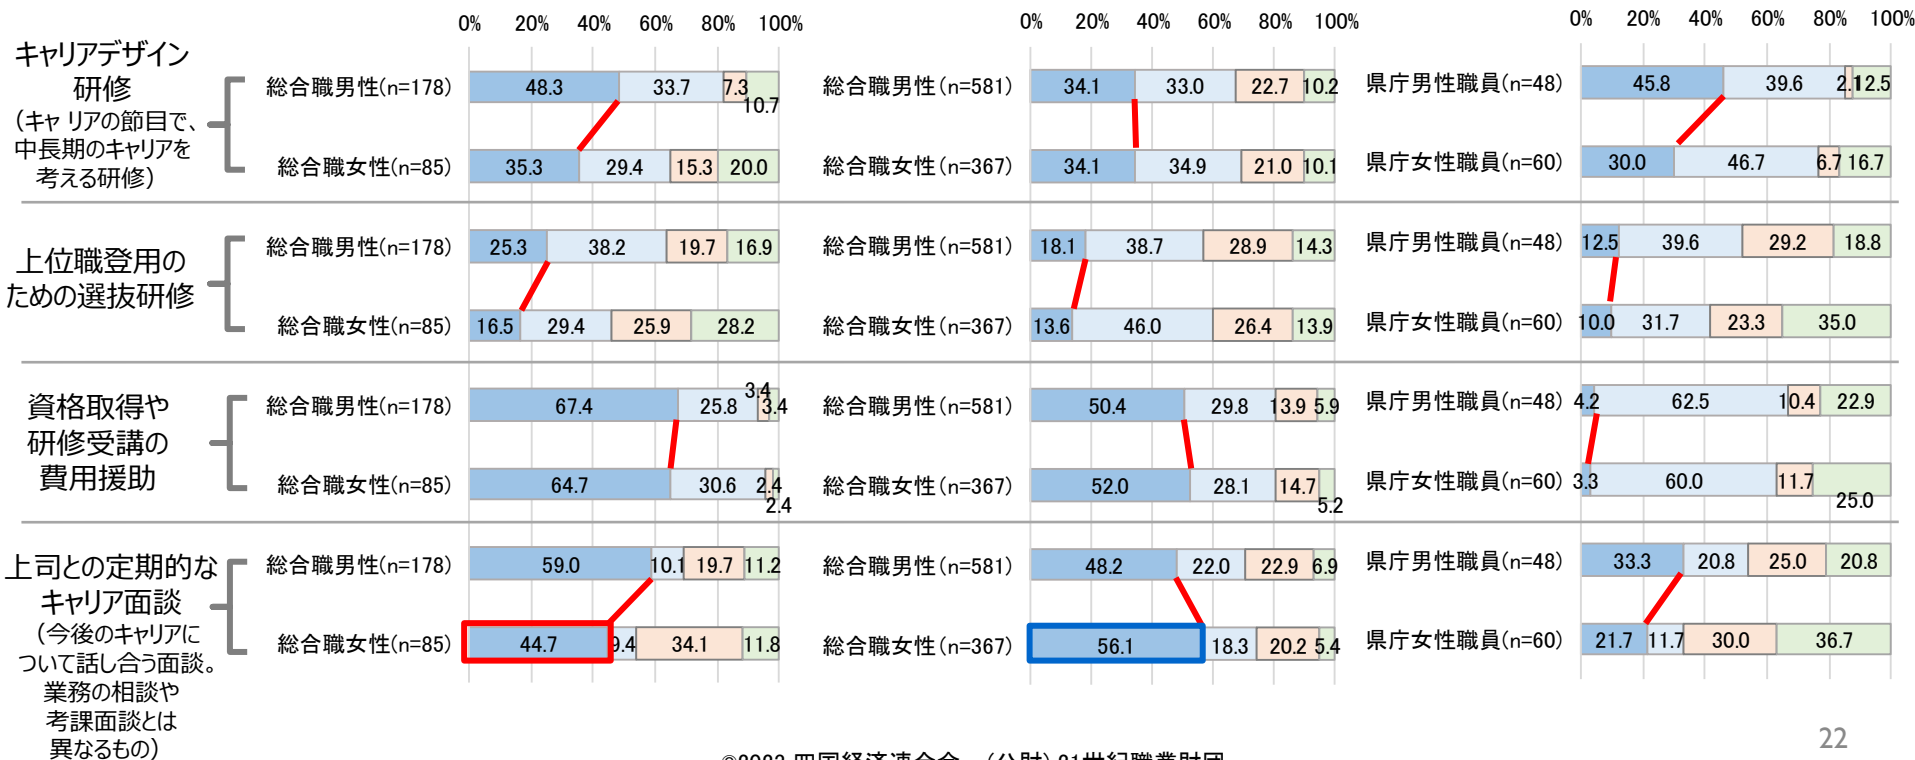 0% 20% 40% 60% 80% 100%
0% 20% 40% 60% 80% 100%
0% 20% 40% 60% 80% 100%
キャリアデザイン
研修
(キャリアの節目で、
中長期のキャリアを
考える研修)
総合職男性(n=178) 48.3 33.7 7.3 10.7
総合職女性(n=85) 35.3 29.4 15.3 20.0
総合職男性(n=581) 34.1 33.0 22.7 10.2
総合職女性(n=367) 34.1 34.9 21.0 10.1
県庁男性職員(n=48) 45.8 39.6 2.1 12.5
県庁女性職員(n=60) 30.0 46.7 6.7 16.7
上位職登用の
ための選抜研修
総合職男性(n=178) 25.3 38.2 19.7 16.9
総合職女性(n=85) 16.5 29.4 25.9 28.2
総合職男性(n=581) 18.1 38.7 28.9 14.3
総合職女性(n=367) 13.6 46.0 26.4 13.9
県庁男性職員(n=48) 12.5 39.6 29.2 18.8
県庁女性職員(n=60) 10.0 31.7 23.3 35.0
資格取得や
研修受講の
費用援助
総合職男性(n=178) 67.4 25.8 3.4 3.4
総合職女性(n=85) 64.7 30.6 2.4 2.4
総合職男性(n=581) 50.4 29.8 13.9 5.9
総合職女性(n=367) 52.0 28.1 14.7 5.2
県庁男性職員(n=48) 4.2 62.5 10.4 22.9
県庁女性職員(n=60) 3.3 60.0 11.7 25.0
上司との定期的な
キャリア面談
(今後のキャリアに
ついて話し合う面談。
業務の相談や
考課面談とは
異なるもの)
総合職男性(n=178) 59.0 10.1 19.7 11.2
総合職女性(n=85) 44.7 9.4 34.1 11.8
総合職男性(n=581) 48.2 22.0 22.9 6.9
総合職女性(n=367) 56.1 18.3 20.2 5.4
県庁男性職員(n=48) 33.3 20.8 25.0 20.8
県庁女性職員(n=60) 21.7 11.7 30.0 36.7
22